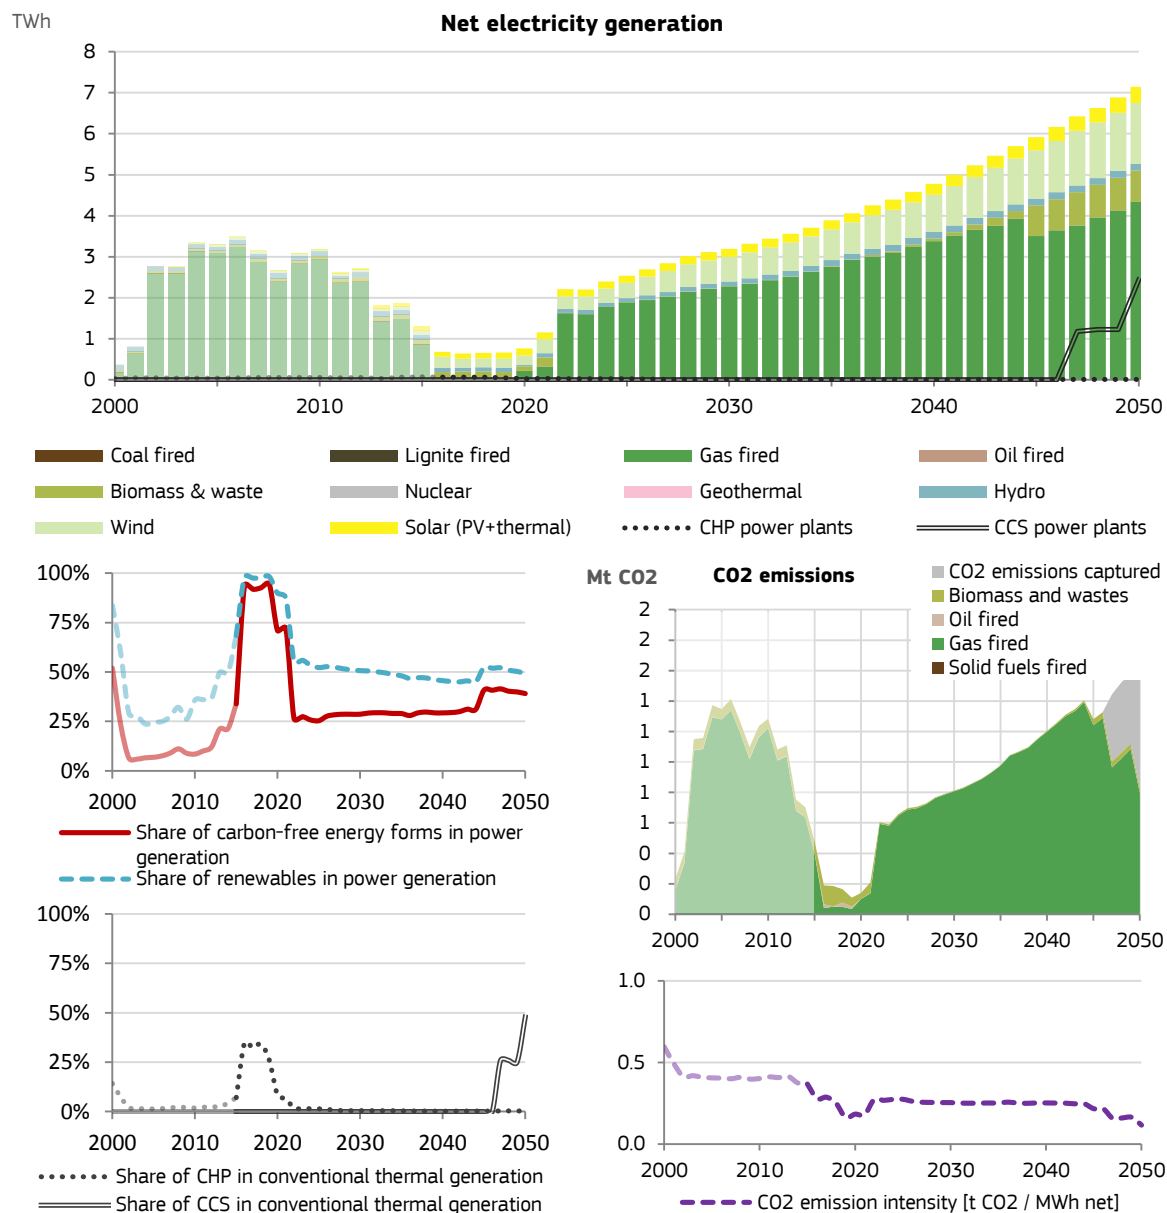 TWh
Net electricity generation
8
7
6
5
4
3
2
1
0
2000 2010 2020 2030 2040 2050
Coal fired Lignite fired Gas fired Oil fired
Biomass & waste Nuclear Geothermal Hydro
Wind Solar (PV+thermal) CHP power plants CCS power plants
100%
75%
50%
25%
0%
2000 2010 2020 2030 2040 2050
Share of carbon-free energy forms in power
generation
Share of renewables in power generation
Mt CO2 CO2 emissions
CO2 emissions captured
Biomass and wastes
Oil fired
Gas fired
Solid fuels fired
2
2
2
1
1
1
1
1
0
0
0
2000 2010 2020 2030 2040 2050
100%
75%
50%
25%
0%
2000 2010 2020 2030 2040 2050
Share of CHP in conventional thermal generation
Share of CCS in conventional thermal generation
1.0
0.5
0.0
2000 2010 2020 2030 2040 2050
CO2 emission intensity [t CO2 / MWh net]